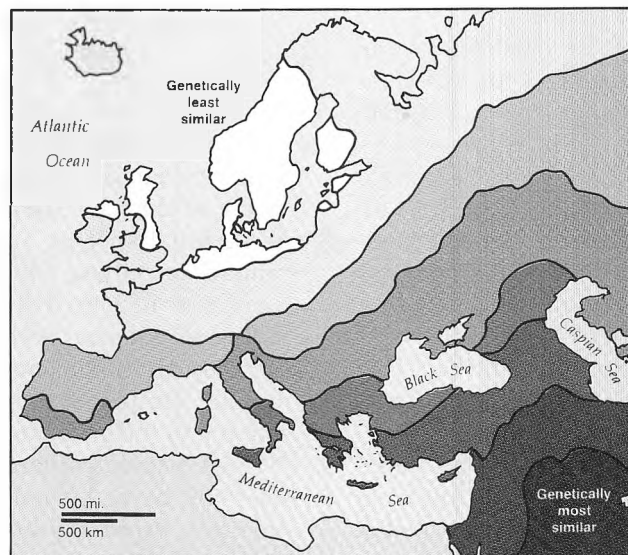 Genetically
least
similar
Atlantic
Ocean
Caspian Sea
Black Sea
Mediterranean
Sea
500 mi.
500 km
Genetically
most
similar